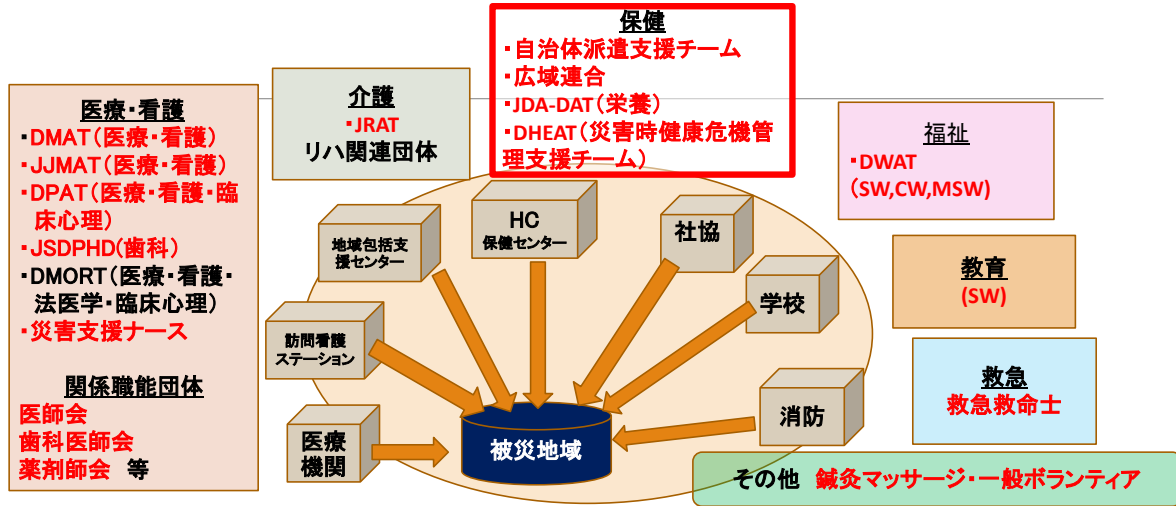 保健
・自治体派遣支援チーム
・広域連合
・JDA-DAT(栄養)
・DHEAT(災害時健康危機管
理支援チーム)
医療・看護
・DMAT(医療・看護)
・JJMAT(医療・看護)
・DPAT(医療・看護・臨
床心理)
・JSDPHD(歯科)
・DMORT(医療・看護・
法医学・臨床心理)
・災害支援ナース
関係職能団体
医師会
歯科医師会
薬剤師会 等
介護
・JRAT
リハ関連団体
福祉
・DWAT
(SW,CW,MSW)
教育
(SW)
救急
救急救命士
その他 鍼灸マッサージ・一般ボランティア
HC
保健センター
地域包括支
援センター
訪問看護
ステーション
医療
機関
社協
学校
消防
被災地域